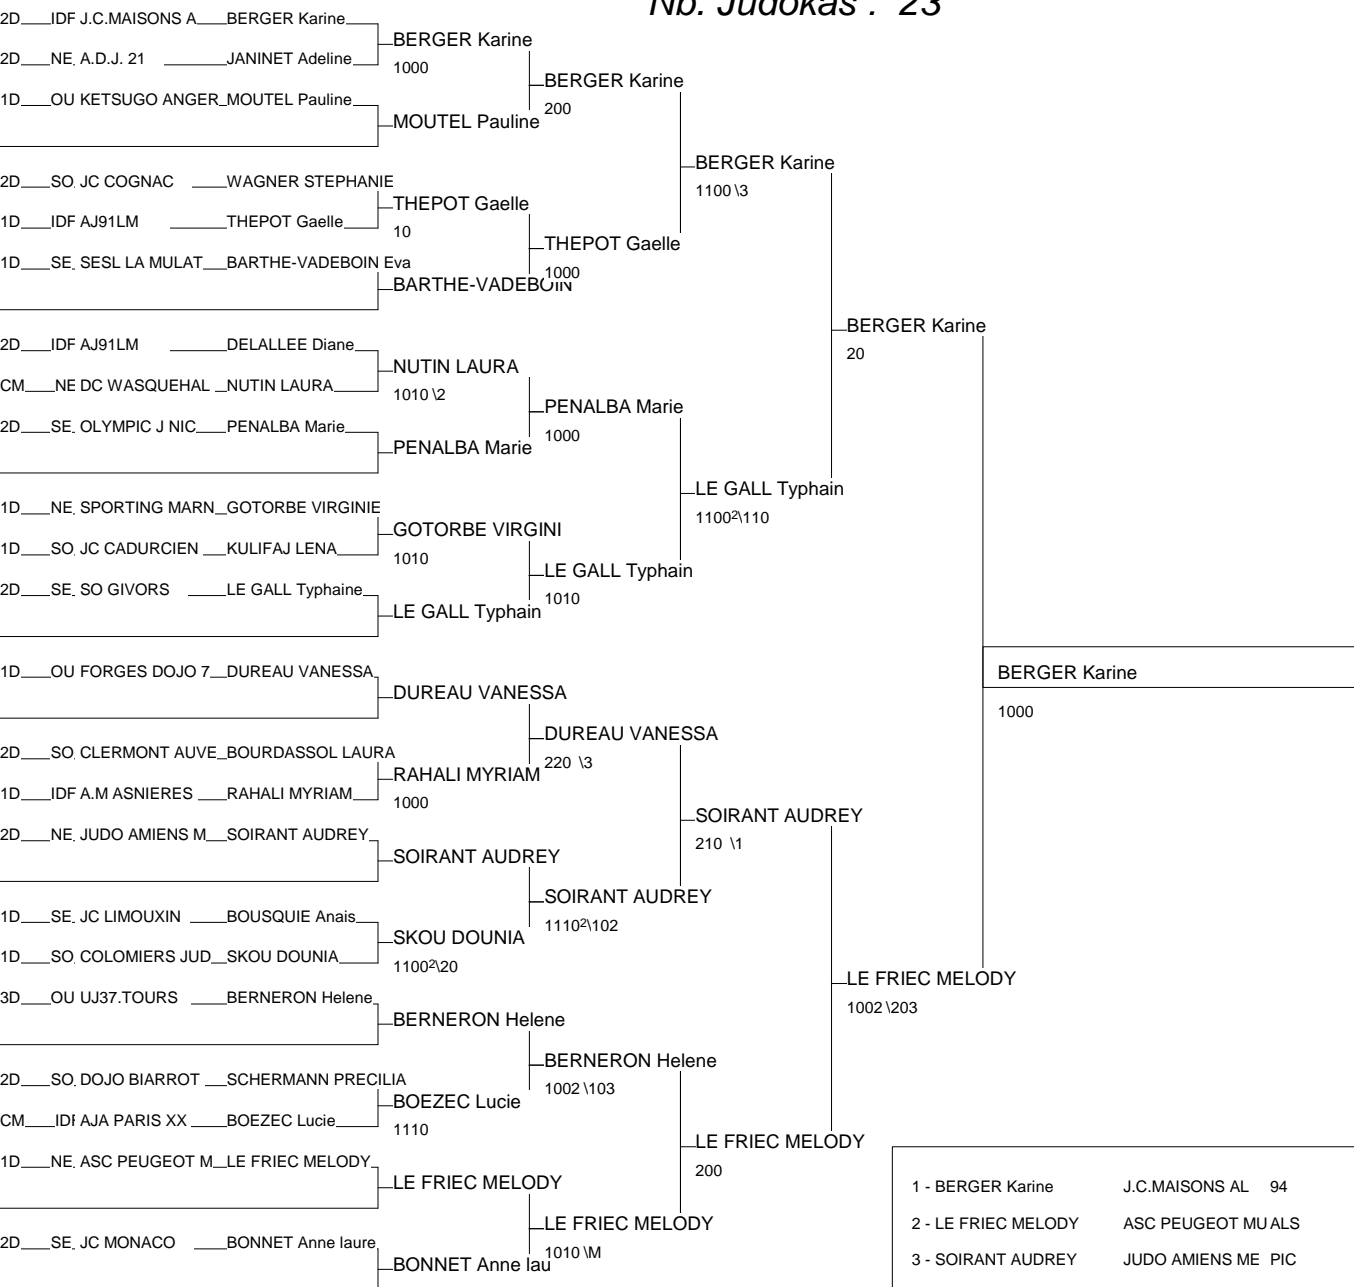 Nb. Judokas : 23
2D IDF J.C.MAISONS A BERGER Karine
BERGER Karine
1000
2D NE A.D.J. 21 JANINET Adeline
BERGER Karine
200
1D OU KETSUGO ANGER MOUTEL Pauline
MOUTEL Pauline
BERGER Karine
1100 \3
2D SO JC COGNAC WAGNER STEPHANIE
THEPOT Gaelle
10
1D IDF AJ91LM THEPOT Gaelle
THEPOT Gaelle
1000
1D SE SESL LA MULAT BARTHE-VADEBOIN Eva
BARTHE-VADEBOIN
BERGER Karine
20
2D IDF AJ91LM DELALLEE Diane
NUTIN LAURA
1010 \2
CM NE DC WASQUEHAL NUTIN LAURA
PENALBA Marie
1000
2D SE OLYMPIC J NIC PENALBA Marie
PENALBA Marie
LE GALL Typhain
1100²\110
1D NE SPORTING MARN GOTORBE VIRGINIE
GOTORBE VIRGINI
1010
1D SO JC CADURCIEN KULIFAJ LENA
LE GALL Typhain
1010
2D SE SO GIVORS LE GALL Typhaine
LE GALL Typhain
BERGER Karine
1000
1D OU FORGES DOJO 7 DUREAU VANESSA
DUREAU VANESSA
DUREAU VANESSA
220 \3
2D SO CLERMONT AUVE BOURDASSOL LAURA
RAHALI MYRIAM
1000
1D IDF A.M ASNIERES RAHALI MYRIAM
SOIRANT AUDREY
210 \1
2D NE JUDO AMIENS M SOIRANT AUDREY
SOIRANT AUDREY
SOIRANT AUDREY
1110²\102
1D SE JC LIMOUXIN BOUSQUIE Anais
SKOU DOUNIA
1100²\20
1D SO COLOMIERS JUD SKOU DOUNIA
LE FRIEC MELODY
1002 \203
3D OU UJ37.TOURS BERNERON Helene
BERNERON Helene
BERNERON Helene
1002 \103
2D SO DOJO BIARROT SCHERMANN PRECILIA
BOEZEC Lucie
1110
CM IDF AJA PARIS XX BOEZEC Lucie
LE FRIEC MELODY
200
1D NE ASC PEUGEOT M LE FRIEC MELODY
LE FRIEC MELODY
LE FRIEC MELODY
1010 \M
2D SE JC MONACO BONNET Anne laure
BONNET Anne lau
1 - BERGER Karine J.C.MAISONS AL 94
2 - LE FRIEC MELODY ASC PEUGEOT MU ALS
3 - SOIRANT AUDREY JUDO AMIENS ME PIC